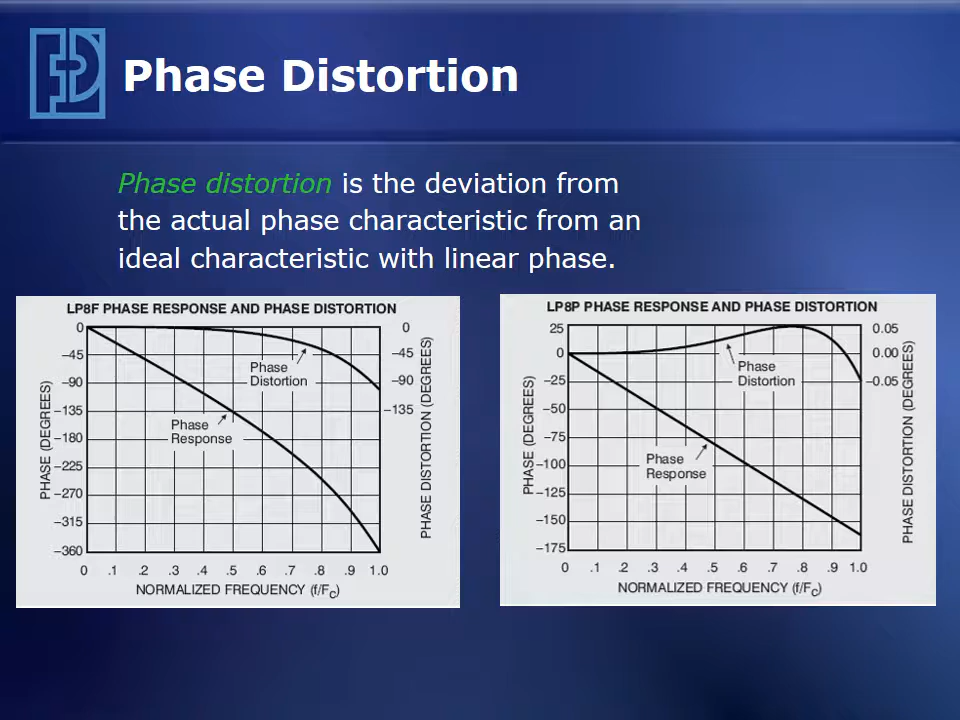 Phase Distortion
Phase distortion is the deviation from
the actual phase characteristic from an
ideal characteristic with linear phase.
LP8F PHASE RESPONSE AND PHASE DISTORTION
PHASE (DEGREES)
0
−45
−90
−135
−180
−225
−270
−315
−360
Phase
Distortion
Phase
Response
0
−45
−90
−135
PHASE DISTORTION (DEGREES)
0 .1 .2 .3 .4 .5 .6 .7 .8 .9 1.0
NORMALIZED FREQUENCY (f/FC)
LP8P PHASE RESPONSE AND PHASE DISTORTION
PHASE (DEGREES)
25
0
−25
−50
−75
−100
−125
−150
−175
Phase
Distortion
Phase
Response
0.05
0.00
−0.05
PHASE DISTORTION (DEGREES)
0 .1 .2 .3 .4 .5 .6 .7 .8 .9 1.0
NORMALIZED FREQUENCY (f/FC)